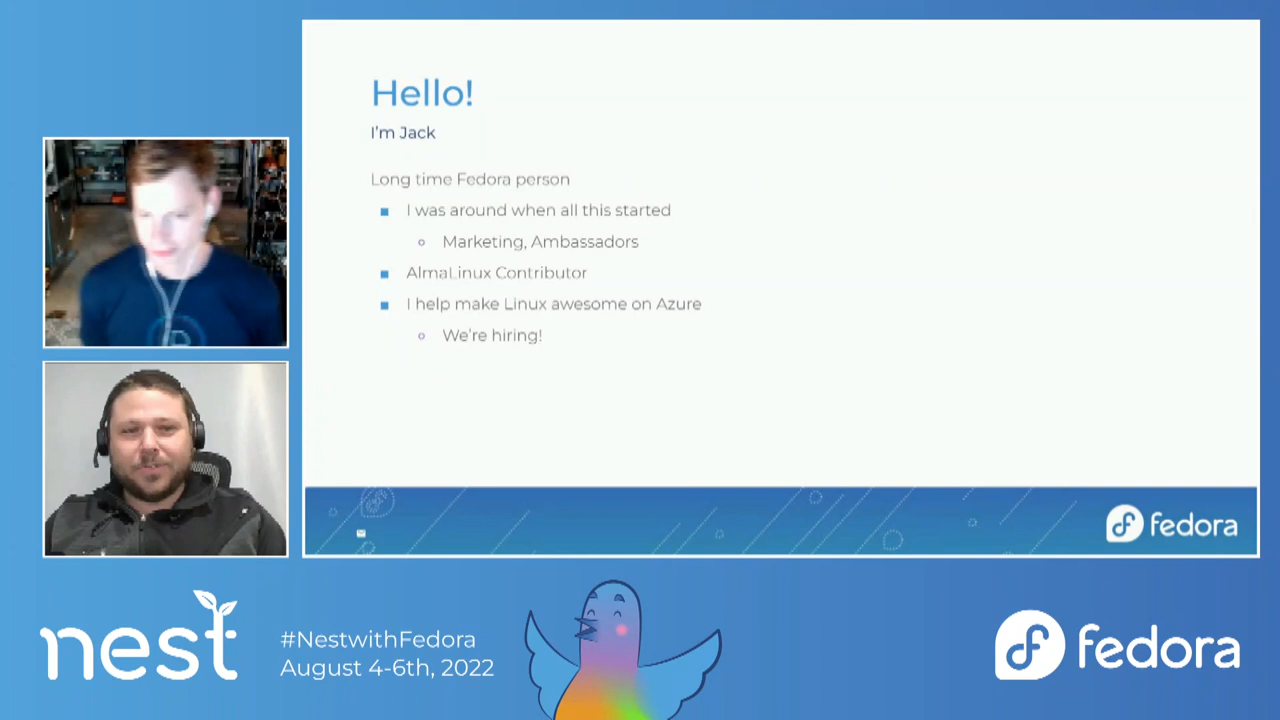 Hello!
I'm Jack
Long time Fedora person
I was around when all this started
Marketing, Ambassadors
AlmaLinux Contributor
I help make Linux awesome on Azure
We're hiring!
fedora
nest
#NestwithFedora
August 4-6th, 2022
fedora